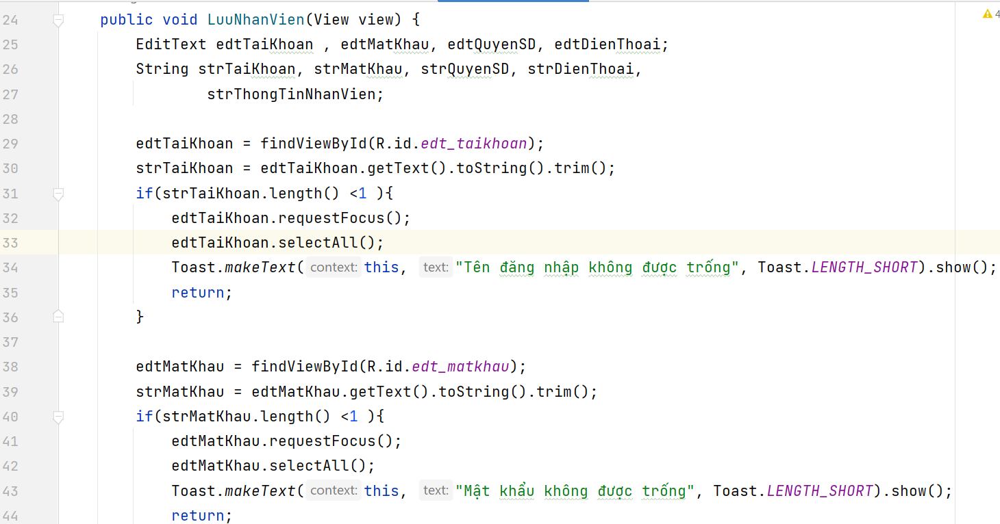 24 public void LuuNhanVien(View view) {
25 EditText edtTaiKhoan , edtMatKhau, edtQuyenSD, edtDienThoai;
26 String strTaiKhoan, strMatKhau, strQuyenSD, strDienThoai,
27 strThongTinNhanVien;
28
29 edtTaiKhoan = findViewById(R.id.edt_taikhoan);
30 strTaiKhoan = edtTaiKhoan.getText().toString().trim();
31 if(strTaiKhoan.length() <1 ){
32 edtTaiKhoan.requestFocus();
33 edtTaiKhoan.selectAll();
34 Toast.makeText( context: this, text: "Tên đăng nhập không được trống", Toast.LENGTH_SHORT).show();
35 return;
36 }
37
38 edtMatKhau = findViewById(R.id.edt_matkhau);
39 strMatKhau = edtMatKhau.getText().toString().trim();
40 if(strMatKhau.length() <1 ){
41 edtMatKhau.requestFocus();
42 edtMatKhau.selectAll();
43 Toast.makeText( context: this, text: "Mật khẩu không được trống", Toast.LENGTH_SHORT).show();
44 return;